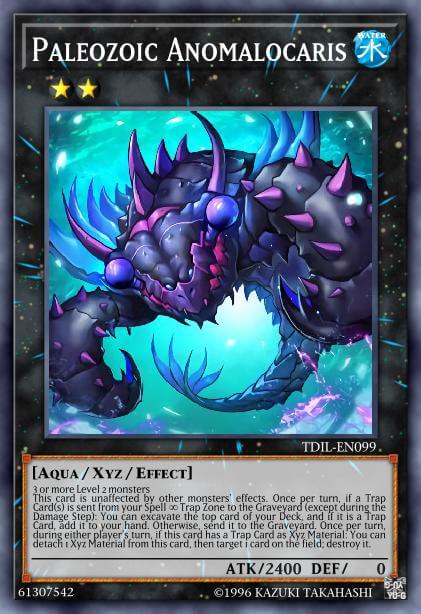 PALEOZOIC ANOMALOCARIS
WATER
水
TDIL-EN099
[AQUA / XYZ / EFFECT]
3 or more Level 2 monsters
This card is unaffected by other monsters' effects. Once per turn, if a Trap
Card(s) is sent from your Spell ∞ Trap Zone to the Graveyard (except during the
Damage Step): You can excavate the top card of your Deck, and if it is a Trap
Card, add it to your hand. Otherwise, send it to the Graveyard. Once per turn,
during either player's turn, if this card has a Trap Card as Xyz Material: You can
detach 1 Xyz Material from this card, then target 1 card on the field; destroy it.
ATK/2400 DEF/ 0
61307542
©1996 KAZUKI TAKAHASHI